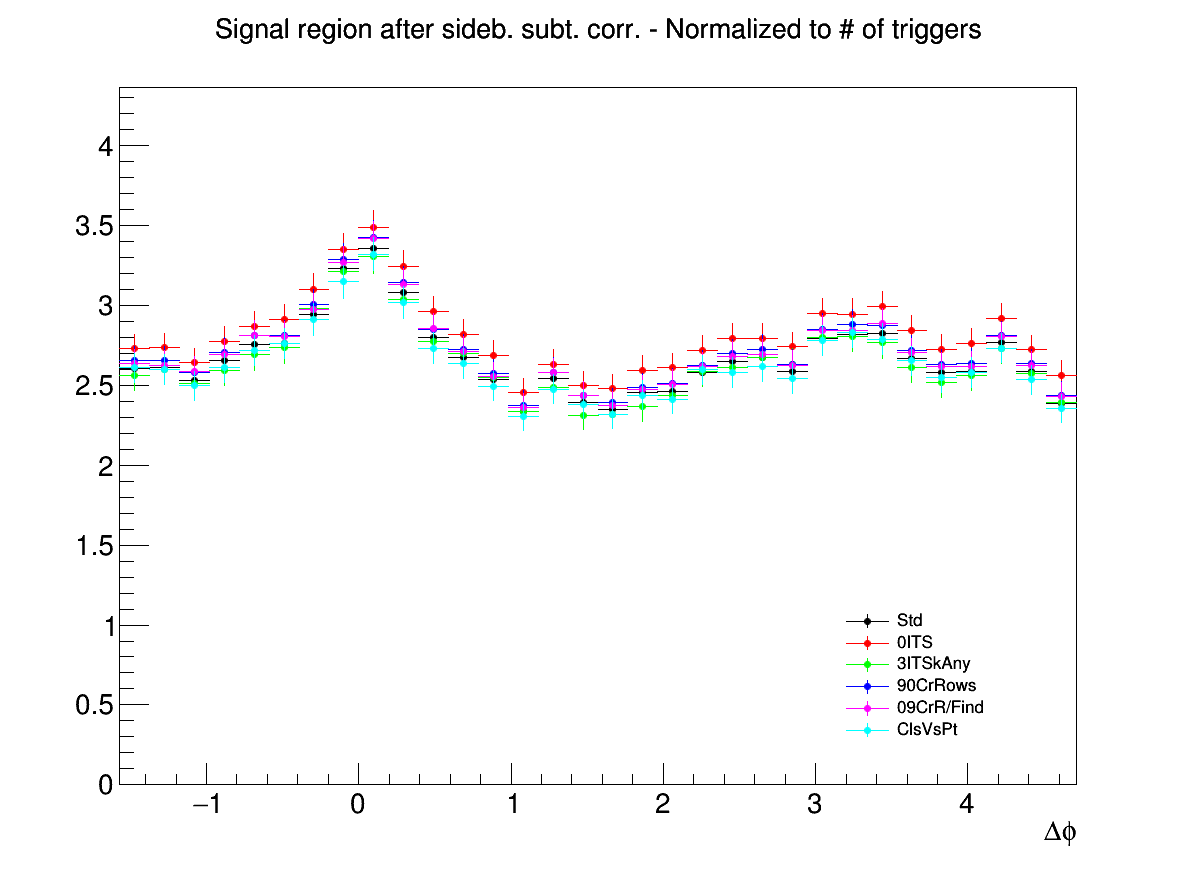 Signal region after sideb. subt. corr. - Normalized to # of triggers
4
3.5
3
2.5
2
1.5
1
0.5
0
−1 0 1 2 3 4
Δϕ
Std
0ITS
3ITSkAny
90CrRows
09CrR/Find
ClsVsPt